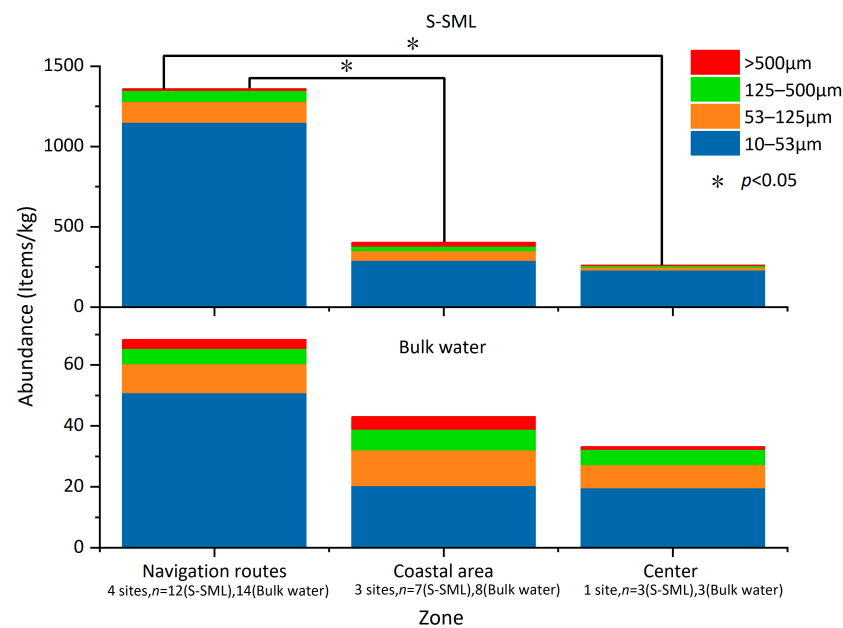 S-SML
>500μm
125–500μm
53–125μm
10–53μm
* p<0.05
*
*
1500
1000
500
0
Abundance (Items/kg)
Bulk water
60
40
20
0
Navigation routes
4 sites,n=12(S-SML),14(Bulk water)
Coastal area
3 sites,n=7(S-SML),8(Bulk water)
Center
1 site,n=3(S-SML),3(Bulk water)
Zone